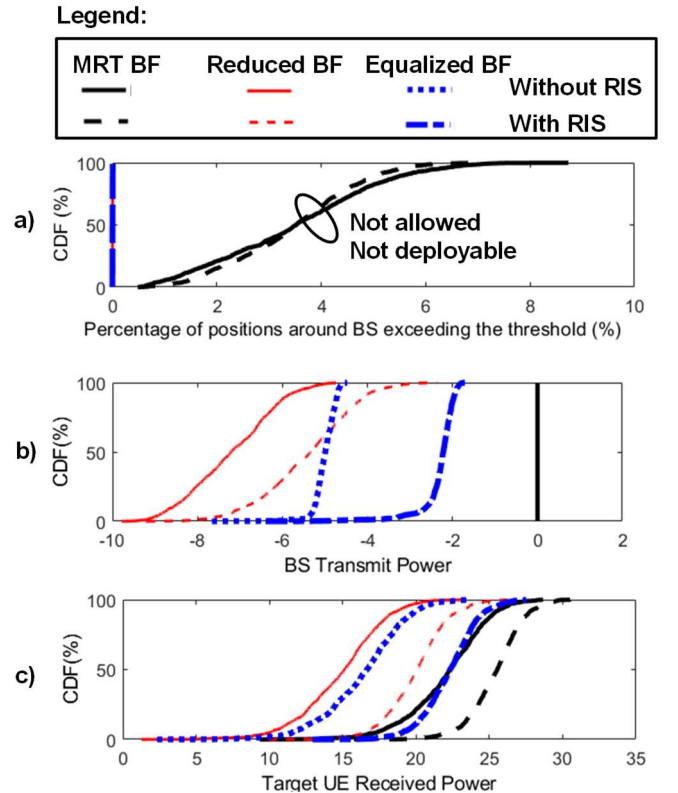 Legend:
MRT BF Reduced BF Equalized BF
Without RIS
With RIS
a)
CDF (%)
100
50
0
Not allowed
Not deployable
0 2 4 6 8 10
Percentage of positions around BS exceeding the threshold (%)
b)
CDF(%)
100
50
0
-10 -8 -6 -4 -2 0 2
BS Transmit Power
c)
CDF(%)
100
50
0
0 5 10 15 20 25 30 35
Target UE Received Power